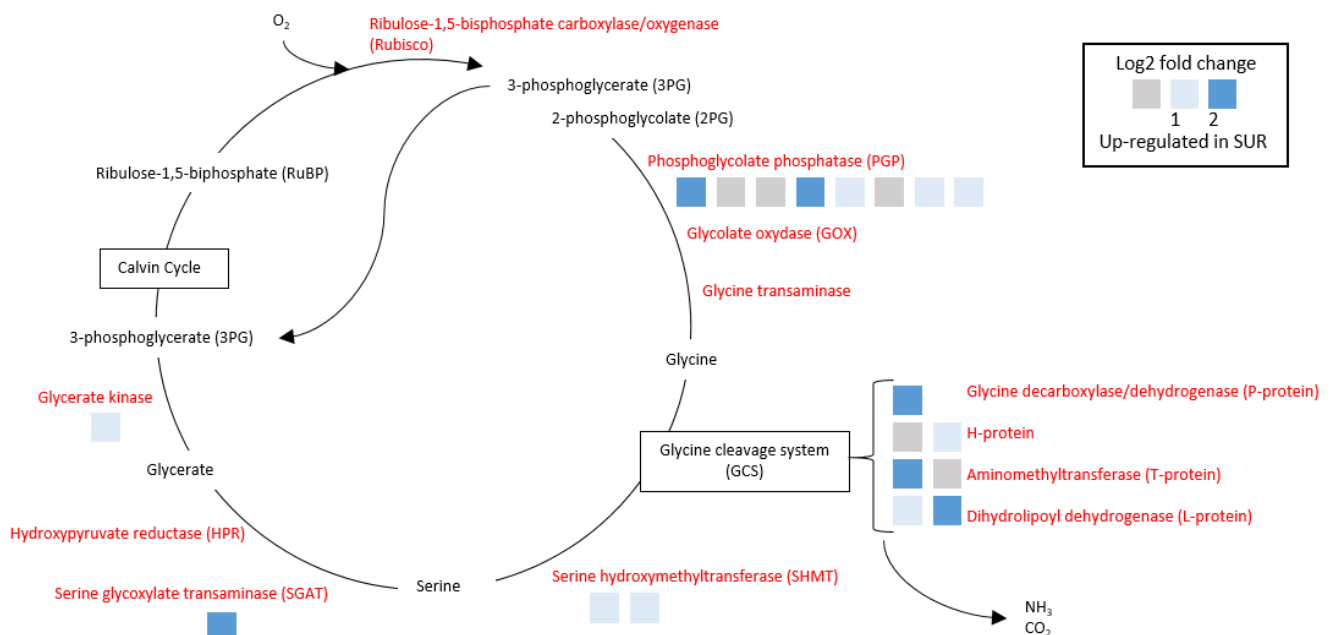 O2
Ribulose-1,5-bisphosphate carboxylase/oxygenase
(Rubisco)
3-phosphoglycerate (3PG)
2-phosphoglycolate (2PG)
Log2 fold change
1 2
Up-regulated in SUR
Ribulose-1,5-biphosphate (RuBP)
Phosphoglycolate phosphatase (PGP)
Glycolate oxydase (GOX)
Calvin Cycle
Glycine transaminase
3-phosphoglycerate (3PG)
Glycine
Glycerate kinase
Glycine decarboxylase/dehydrogenase (P-protein)
H-protein
Glycine cleavage system
(GCS)
Glycerate
Aminomethyltransferase (T-protein)
Dihydrolipoyl dehydrogenase (L-protein)
Hydroxypyruvate reductase (HPR)
Serine
Serine hydroxymethyltransferase (SHMT)
Serine glycoxylate transaminase (SGAT)
NH3
CO2